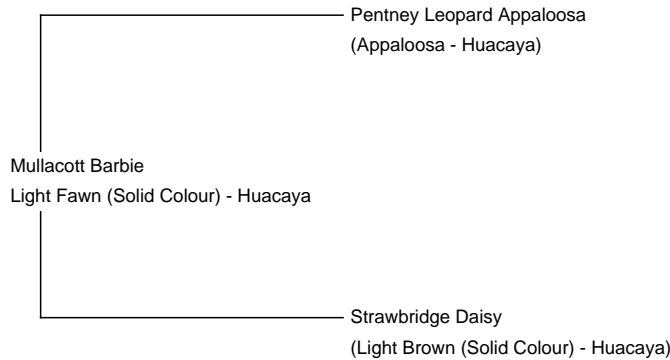 Pentney Leopard Appaloosa
(Appaloosa - Huacaya)
Mullacott Barbie
Light Fawn (Solid Colour) - Huacaya
Strawbridge Daisy
(Light Brown (Solid Colour) - Huacaya)